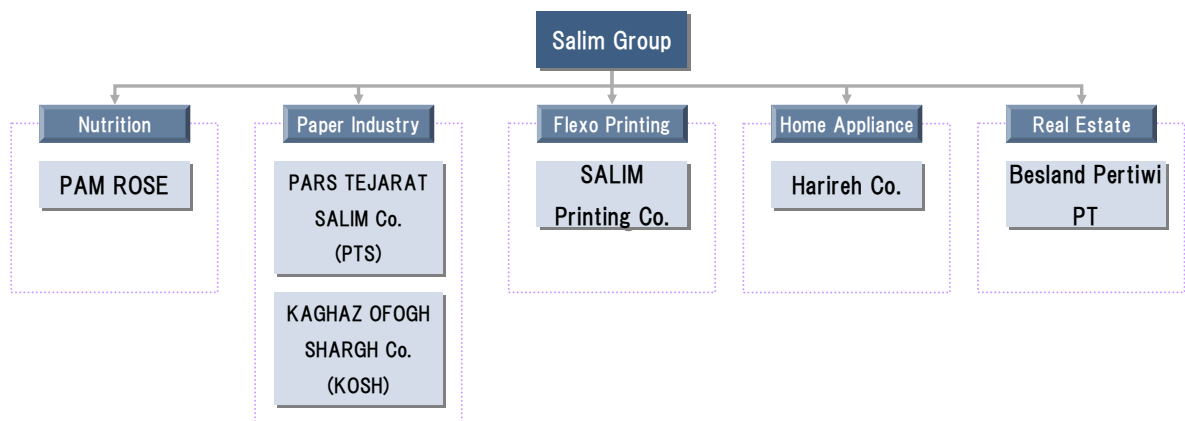 Salim Group
Nutrition
PAM ROSE
Paper Industry
PARS TEJARAT
SALIM Co.
(PTS)
KAGHAZ OFOGH
SHARGH Co.
(KOSH)
Flexo Printing
SALIM
Printing Co.
Home Appliance
Harireh Co.
Real Estate
Besland Pertiwi
PT